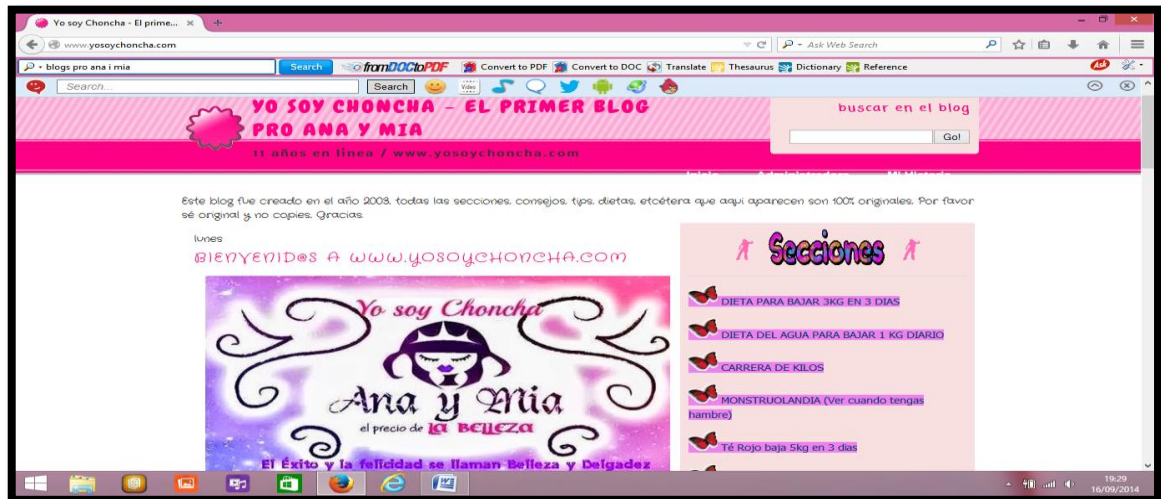 Yo soy Choncha - El prime...
www.yosoychoncha.com
Ask Web Search
blogs pro ana i mia
Search
fromDOCtoPDF
Convert to PDF
Convert to DOC
Translate
Thesaurus
Dictionary
Reference
Ask
Search...
Search
Video
YO SOY CHONCHA – EL PRIMER BLOG
PRO ANA Y MIA
11 años en linea / www.yosoychoncha.com
buscar en el blog
Go!
Inicio
Mi Historia
Este blog fue creado en el año 2003, todas las secciones, consejos, tips, dietas, etcétera que aqui aparecen son 100% originales. Por favor
sé original y no copies. Gracias.
lunes
BIENVENID@S A WWW.YOSOYCHONCHA.COM
Yo soy Choncha
Ana y Mia
el precio de la BELLEZA
El Éxito y la felicidad se llaman Belleza y Delgadez
Secciones
DIETA PARA BAJAR 3KG EN 3 DIAS
DIETA DEL AGUA PARA BAJAR 1 KG DIARIO
CARRERA DE KILOS
MONSTRUOLANDIA (Ver cuando tengas
hambre)
Té Rojo baja 5kg en 3 dias
19:29
16/09/2014